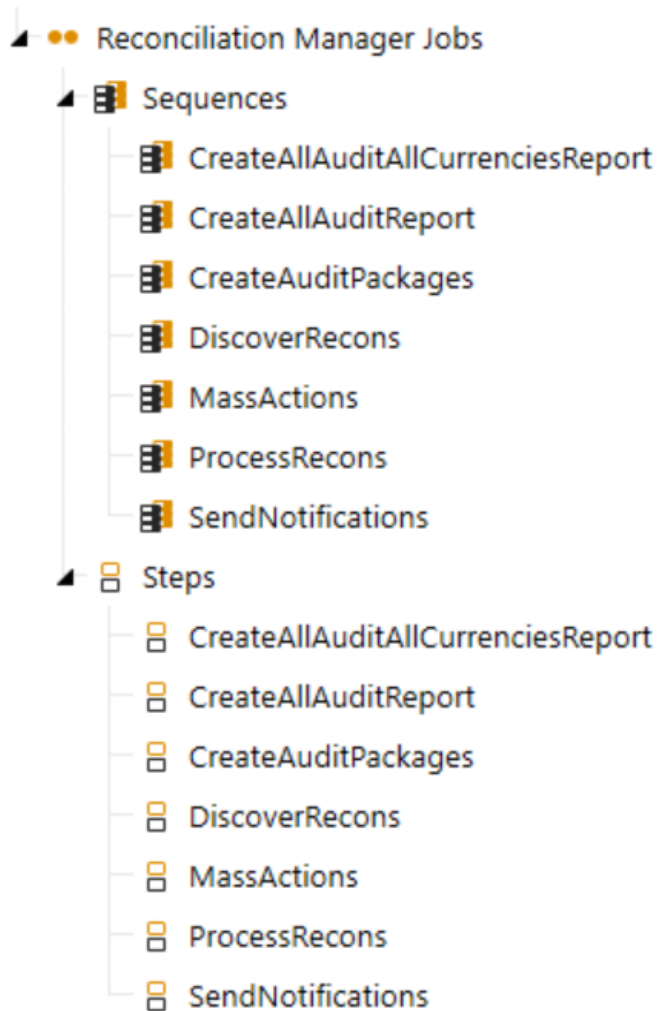 Reconciliation Manager Jobs
Sequences
CreateAllAuditAllCurrenciesReport
CreateAllAuditReport
CreateAuditPackages
DiscoverRecons
MassActions
ProcessRecons
SendNotifications
Steps
CreateAllAuditAllCurrenciesReport
CreateAllAuditReport
CreateAuditPackages
DiscoverRecons
MassActions
ProcessRecons
SendNotifications